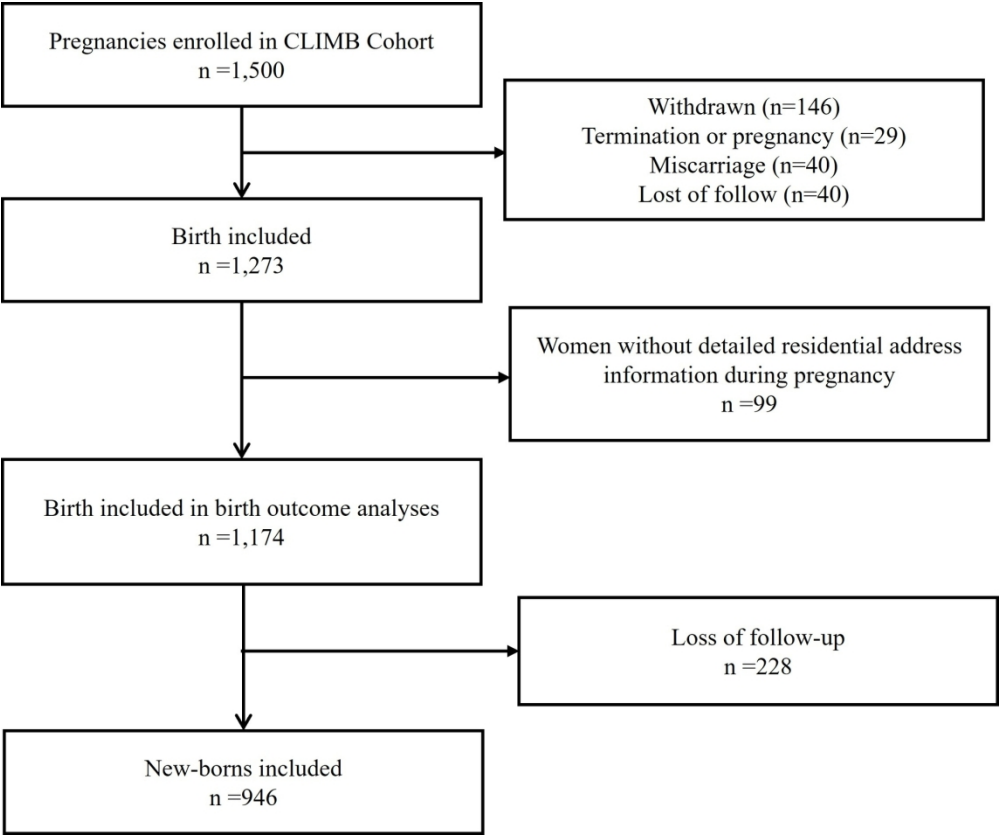 Pregnancies enrolled in CLIMB Cohort
n =1,500
Withdrawn (n=146)
Termination or pregnancy (n=29)
Miscarriage (n=40)
Lost of follow (n=40)
Birth included
n =1,273
Women without detailed residential address
information during pregnancy
n =99
Birth included in birth outcome analyses
n =1,174
Loss of follow-up
n =228
New-borns included
n =946